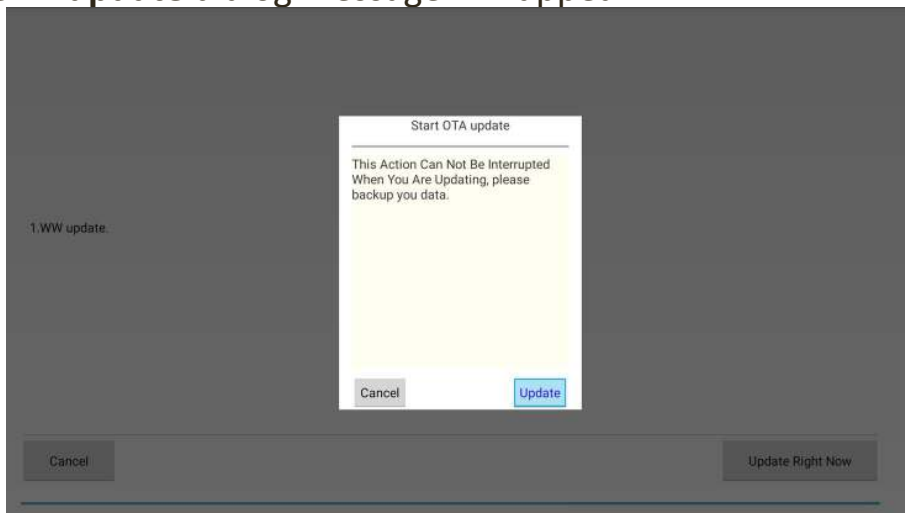 Start OTA update
This Action Can Not Be Interrupted
When You Are Updating, please
backup you data.
1.WW update.
Cancel
Update
Cancel
Update Right Now